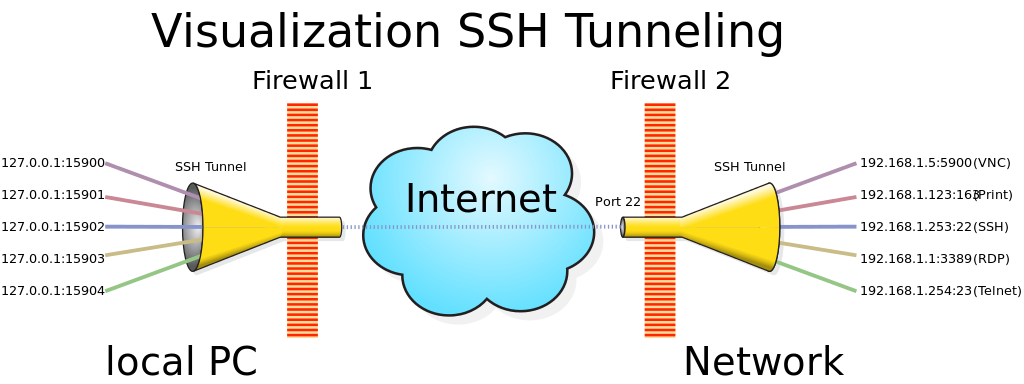 Visualization SSH Tunneling
Firewall 1
Firewall 2
SSH Tunnel
SSH Tunnel
127.0.0.1:15900
127.0.0.1:15901
127.0.0.1:15902
127.0.0.1:15903
127.0.0.1:15904
Internet
Port 22
192.168.1.5:5900(VNC)
192.168.1.123:163(Print)
192.168.1.253:22(SSH)
192.168.1.1:3389(RDP)
192.168.1.254:23(Telnet)
local PC
Network